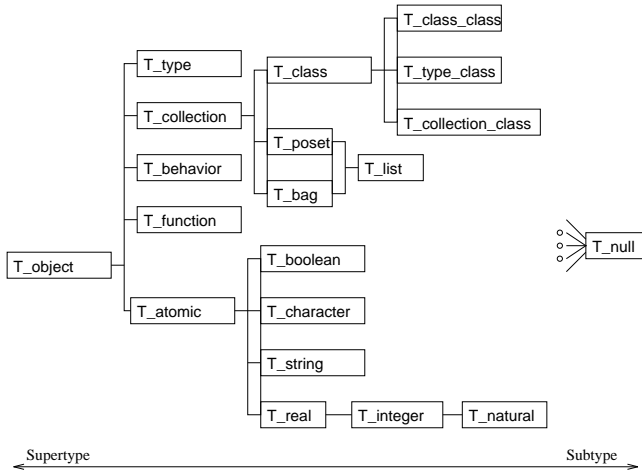 T_class_class
T_type
T_class
T_type_class
T_collection
T_collection_class
T_poset
T_behavior
T_list
T_bag
T_function
T_null
T_object
T_boolean
T_atomic
T_character
T_string
T_real
T_integer
T_natural
Supertype
Subtype